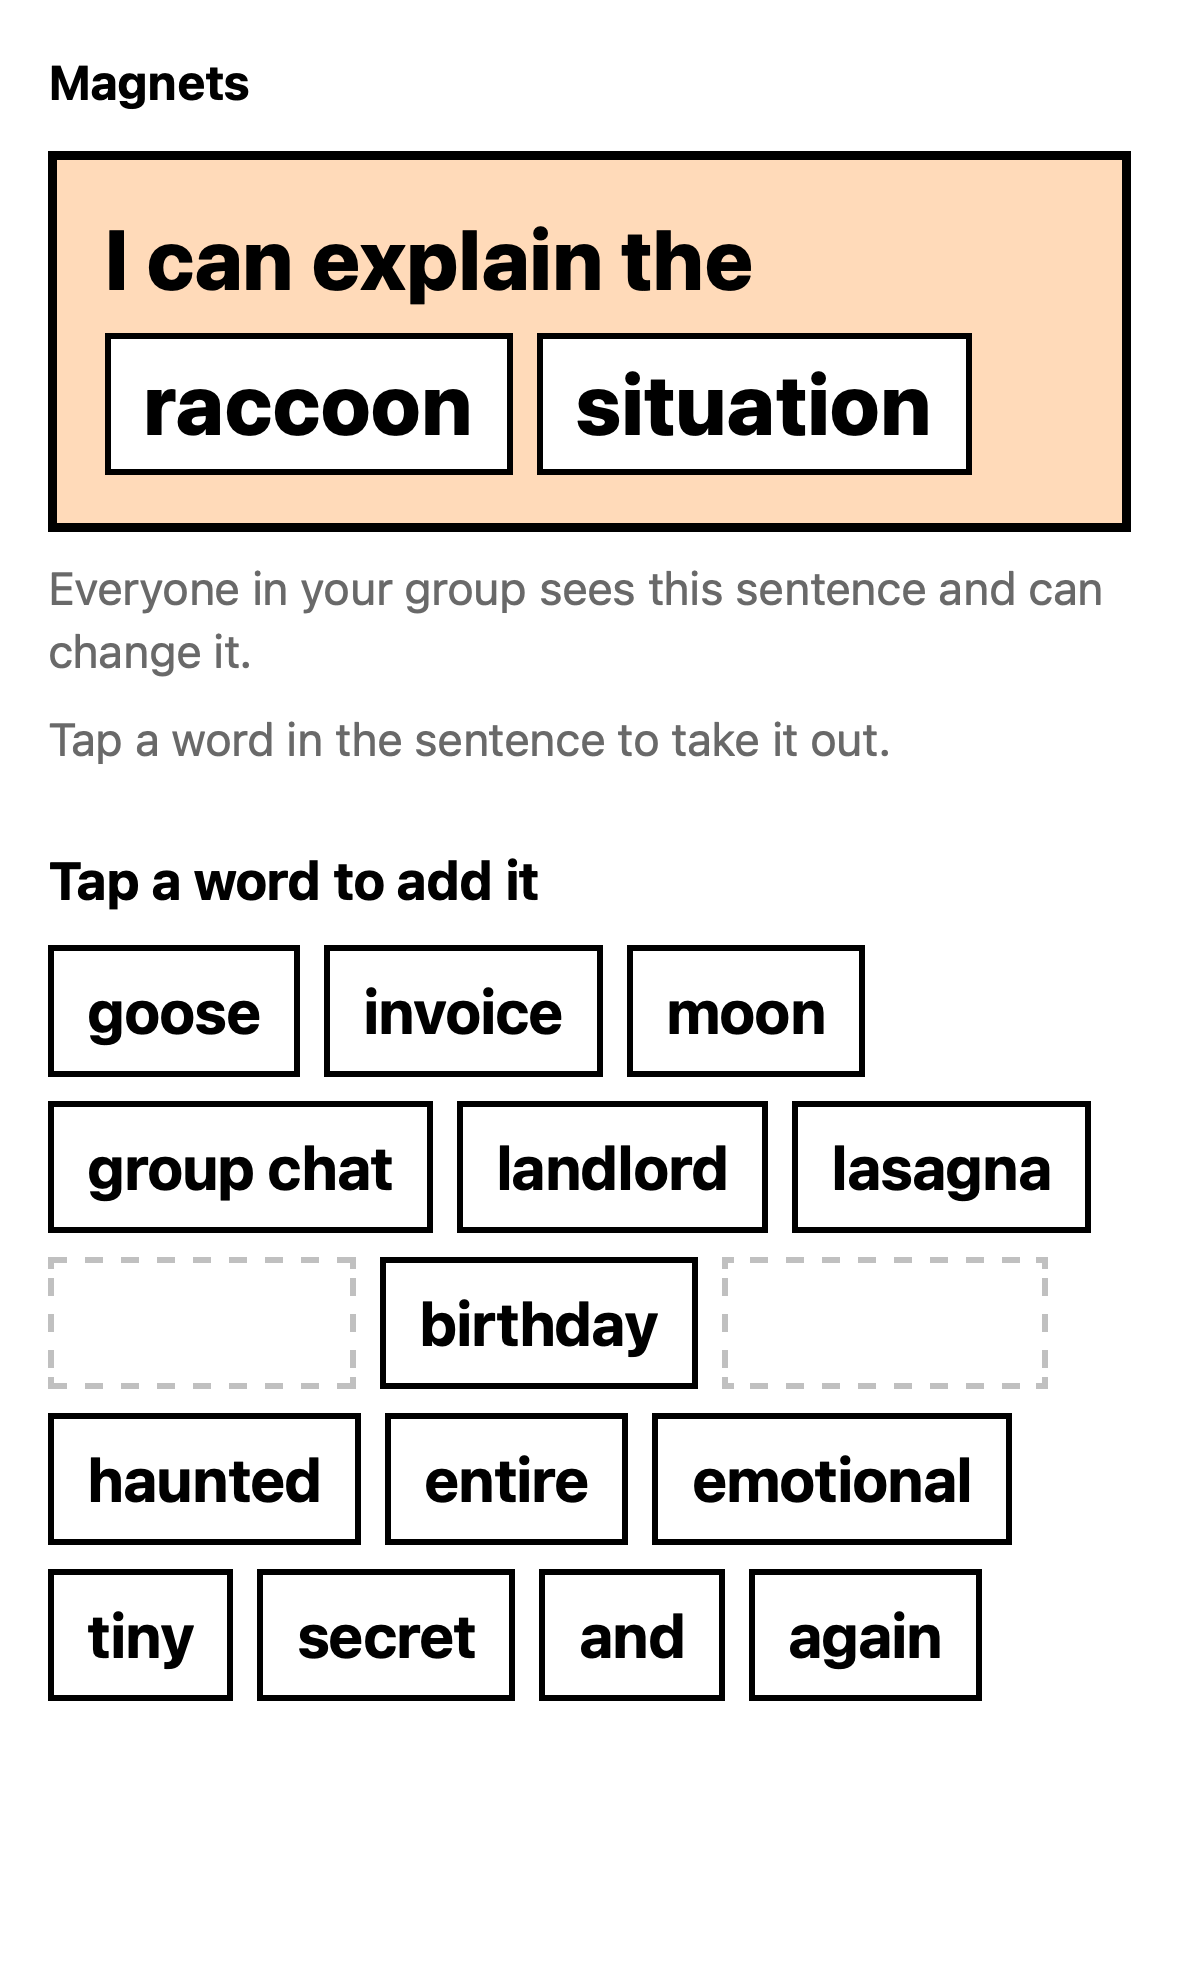 Magnets
I can explain the
raccoon situation
Everyone in your group sees this sentence and can
change it.
Tap a word in the sentence to take it out.
Tap a word to add it
goose invoice moon
group chat landlord lasagna
birthday
haunted entire emotional
tiny secret and again